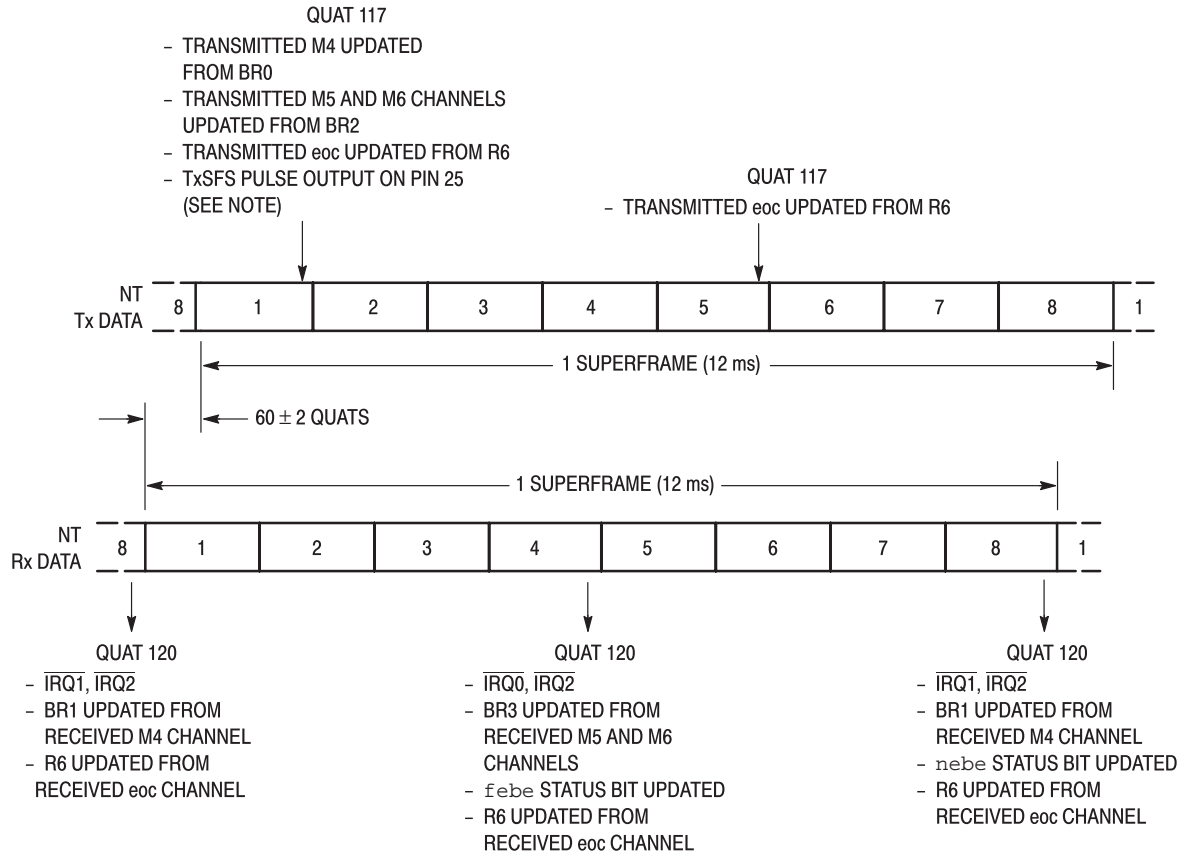 QUAT 117
– TRANSMITTED M4 UPDATED
FROM BR0
– TRANSMITTED M5 AND M6 CHANNELS
UPDATED FROM BR2
– TRANSMITTED eoc UPDATED FROM R6
– TxSFS PULSE OUTPUT ON PIN 25
(SEE NOTE)
QUAT 117
– TRANSMITTED eoc UPDATED FROM R6
NT
Tx DATA
8 1 2 3 4 5 6 7 8 1
1 SUPERFRAME (12 ms)
60 ± 2 QUATS
1 SUPERFRAME (12 ms)
NT
Rx DATA
8 1 2 3 4 5 6 7 8 1
QUAT 120
– IRQ1, IRQ2
– BR1 UPDATED FROM
RECEIVED M4 CHANNEL
– R6 UPDATED FROM
RECEIVED eoc CHANNEL
QUAT 120
– IRQ0, IRQ2
– BR3 UPDATED FROM
RECEIVED M5 AND M6
CHANNELS
– febe STATUS BIT UPDATED
– R6 UPDATED FROM
RECEIVED eoc CHANNEL
QUAT 120
– IRQ1, IRQ2
– BR1 UPDATED FROM
RECEIVED M4 CHANNEL
– nebe STATUS BIT UPDATED
– R6 UPDATED FROM
RECEIVED eoc CHANNEL